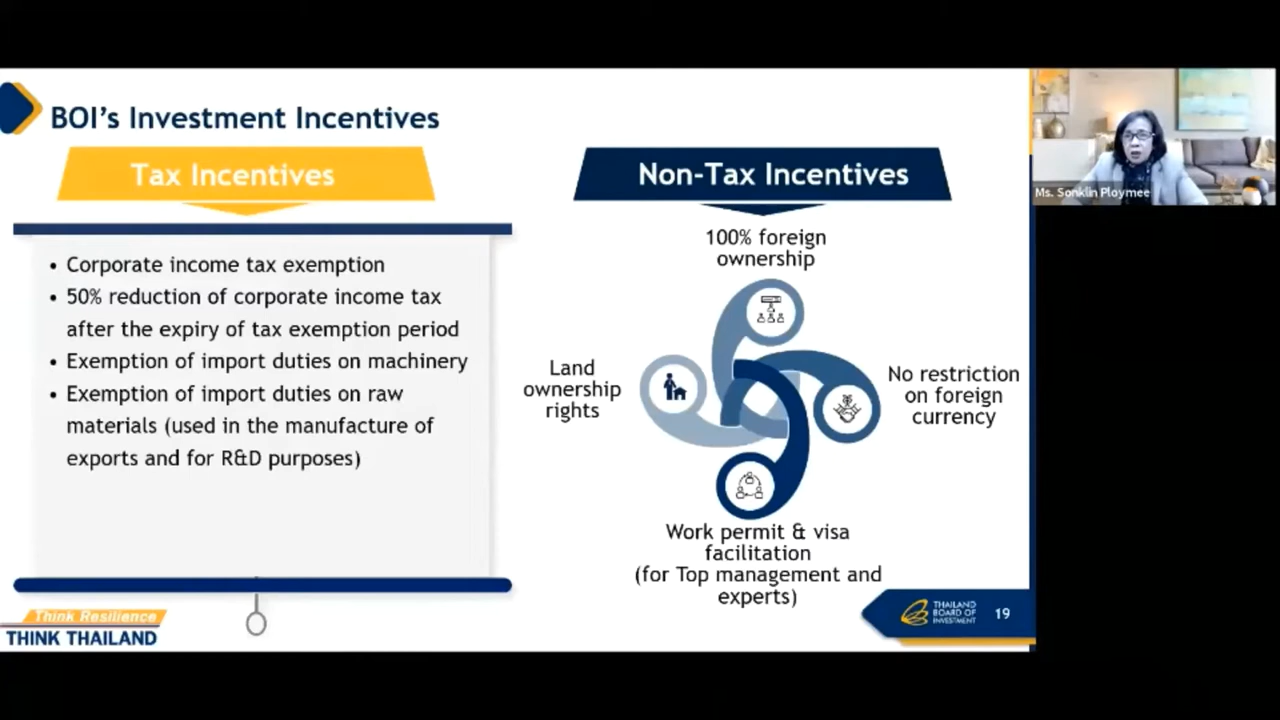 BOI's Investment Incentives
Tax Incentives
• Corporate income tax exemption
• 50% reduction of corporate income tax
after the expiry of tax exemption period
• Exemption of import duties on machinery
• Exemption of import duties on raw
materials (used in the manufacture of
exports and for R&D purposes)
Non-Tax Incentives
100% foreign
ownership
Land
ownership
rights
No restriction
on foreign
currency
Work permit & visa
facilitation
(for Top management and
experts)
Think Resilience
THINK THAILAND
THAILAND
BOARD OF
INVESTMENT
19
Ms. Sonklin Ploymee